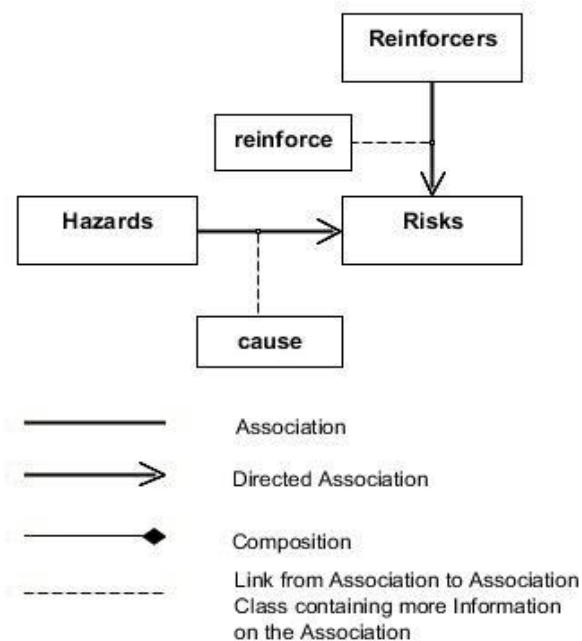 Reinforcers
reinforce
Hazards
Risks
cause
Association
Directed Association
Composition
Link from Association to Association
Class containing more Information
on the Association